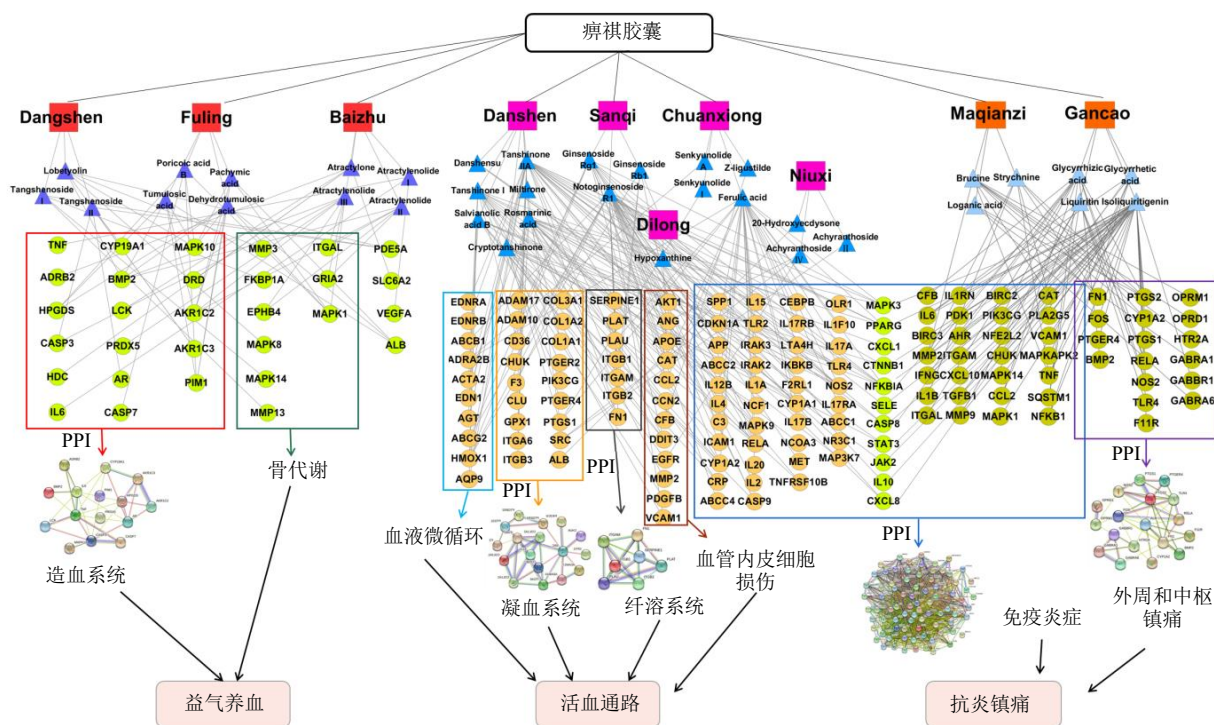 痹祺胶囊
Dangshen
Fuling
Baizhu
Danshen
Sanqi
Chuanxiong
Maqianzi
Gancao
Niuxi
Dilong
Lobetyolin
Tangshenoside
I
Tangshenoside
II
Poricoic acid
B
Pachymic
acid
Tumulosic
acid
Dehydrotumulosic
acid
Atractylone
Atractylenolide
I
Atractylenolide
III
Atractylenolide
II
Danshensu
Tanshinone
IIA
Tanshinone I
Miltirone
Salvianolic
acid B
Rosmarinic
acid
Cryptotanshinone
Ginsenoside
Rg1
Ginsenoside
Rb1
Notoginsenoside
R1
Hypoxanthine
Senkyunolide
A
Z-ligustilde
Senkyunolide
I
Ferulic acid
20-Hydroxyecdysone
Achyranthoside
II
Achyranthoside
IV
Brucine
Strychnine
Loganic acid
Glycyrrhizic
acid
Glycyrrhetic
acid
Liquiritin
Isoliquiritigenin
TNF
ADRB2
HPGDS
CASP3
HDC
IL6
CYP19A1
BMP2
LCK
PRDX5
AR
CASP7
MAPK10
DRD
AKR1C2
AKR1C3
PIM1
MMP3
FKBP1A
EPHB4
MAPK8
MAPK14
MMP13
ITGAL
GRIA2
MAPK1
PDE5A
SLC6A2
VEGFA
ALB
EDNRA
EDNRB
ABCB1
ADRA2B
ACTA2
EDN1
AGT
ABCG2
HMOX1
AQP9
ADAM17
ADAM10
CD36
CHUK
F3
CLU
GPX1
ITGA6
ITGB3
COL3A1
COL1A2
COL1A1
PTGER2
PIK3CG
PTGER4
PTGS1
SRC
ALB
SERPINE1
PLAT
PLAU
ITGB1
ITGAM
ITGB2
FN1
AKT1
ANG
APOE
CAT
CCL2
CCN2
CFB
DDIT3
EGFR
MMP2
PDGFB
VCAM1
SPP1
CDKN1A
APP
ABCC2
IL12B
IL4
C3
ICAM1
CYP1A2
CRP
ABCC4
IL15
TLR2
IRAK3
IRAK2
IL1A
NCF1
MAPK9
RELA
IL20
IL2
CASP9
CEBPB
IL17RB
LTA4H
IKBKB
F2RL1
CYP1A1
IL17B
NCOA3
MET
TNFRSF10B
OLR1
IL1F10
IL17A
TLR4
NOS2
IL17RA
ABCC1
NR3C1
MAP3K7
MAPK3
PPARG
CXCL1
CTNNB1
NFKBIA
SELE
CASP8
STAT3
JAK2
IL10
CXCL8
CFB
IL6
BIRC3
MMP2
IFNG
IL1B
ITGAL
IL1RN
PDK1
AHR
ITGAM
CXCL10
TGFB1
MMP9
BIRC2
PIK3CG
NFE2L2
CHUK
MAPK14
CCL2
MAPK1
CAT
PLA2G5
VCAM1
MAPKAPK2
TNF
SQSTM1
NFKB1
FN1
FOS
PTGER4
BMP2
PTGS2
CYP1A2
PTGS1
RELA
NOS2
TLR4
F11R
OPRM1
OPRD1
HTR2A
GABRA1
GABBR1
GABRA6
PPI
骨代谢
造血系统
血液微循环
PPI
凝血系统
PPI
纤溶系统
血管内皮细胞
损伤
PPI
免疫炎症
PPI
外周和中枢
镇痛
益气养血
活血通路
抗炎镇痛